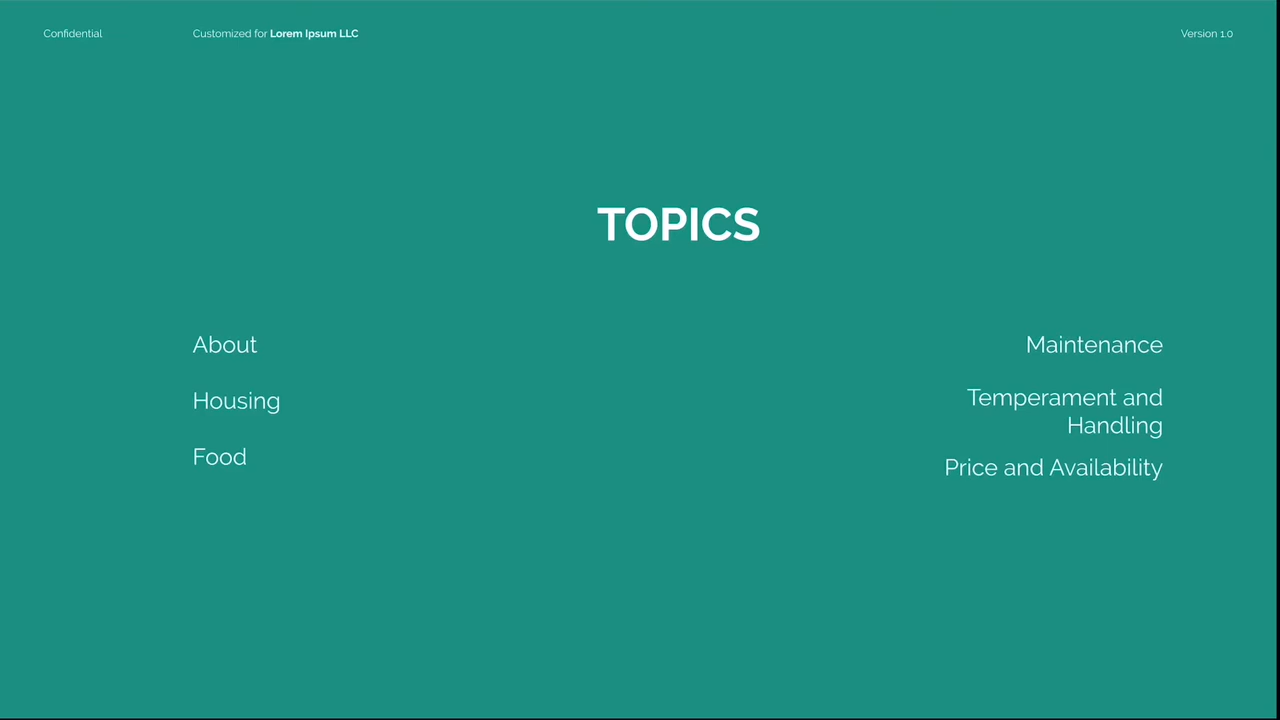 Confidential
Customized for Lorem Ipsum LLC
Version 1.0
TOPICS
About
Housing
Food
Maintenance
Temperament and
Handling
Price and Availability